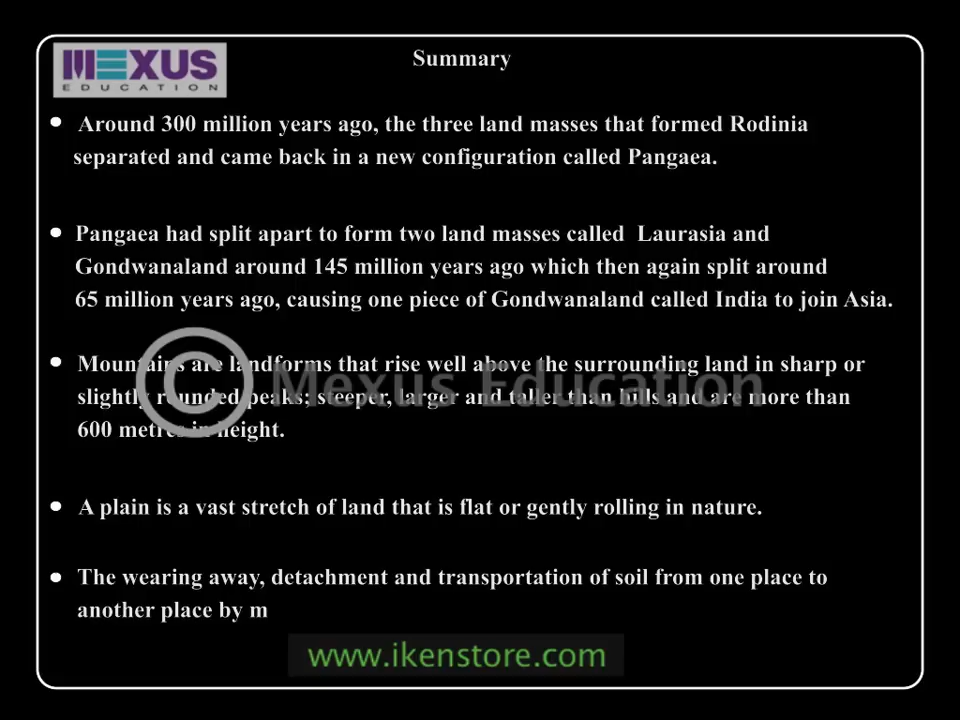 MEXUS
EDUCATION
Summary
Around 300 million years ago, the three land masses that formed Rodinia
separated and came back in a new configuration called Pangaea.
Pangaea had split apart to form two land masses called Laurasia and
Gondwanaland around 145 million years ago which then again split around
65 million years ago, causing one piece of Gondwanaland called India to join Asia.
Mountains are landforms that rise well above the surrounding land in sharp or
slightly rounded peaks; steeper, larger and taller than hills and are more than
600 metres in height.
© Mexus Education
A plain is a vast stretch of land that is flat or gently rolling in nature.
The wearing away, detachment and transportation of soil from one place to
another place by m
www.ikenstore.com